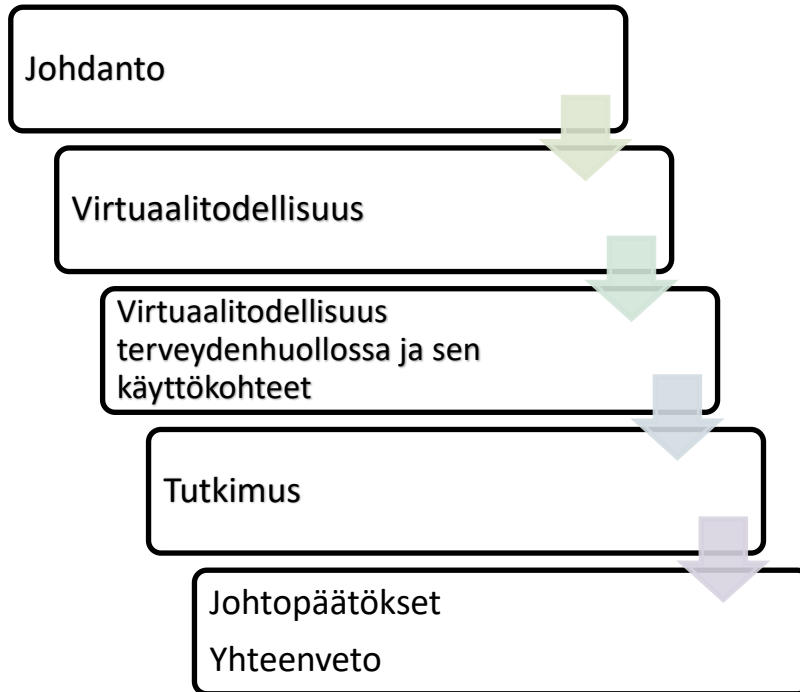 Johdanto
Virtuaalitodellisuus
Virtuaalitodellisuus
terveydenhuollossa ja sen
käyttökohteet
Tutkimus
Johtopäätökset
Yhteenveto